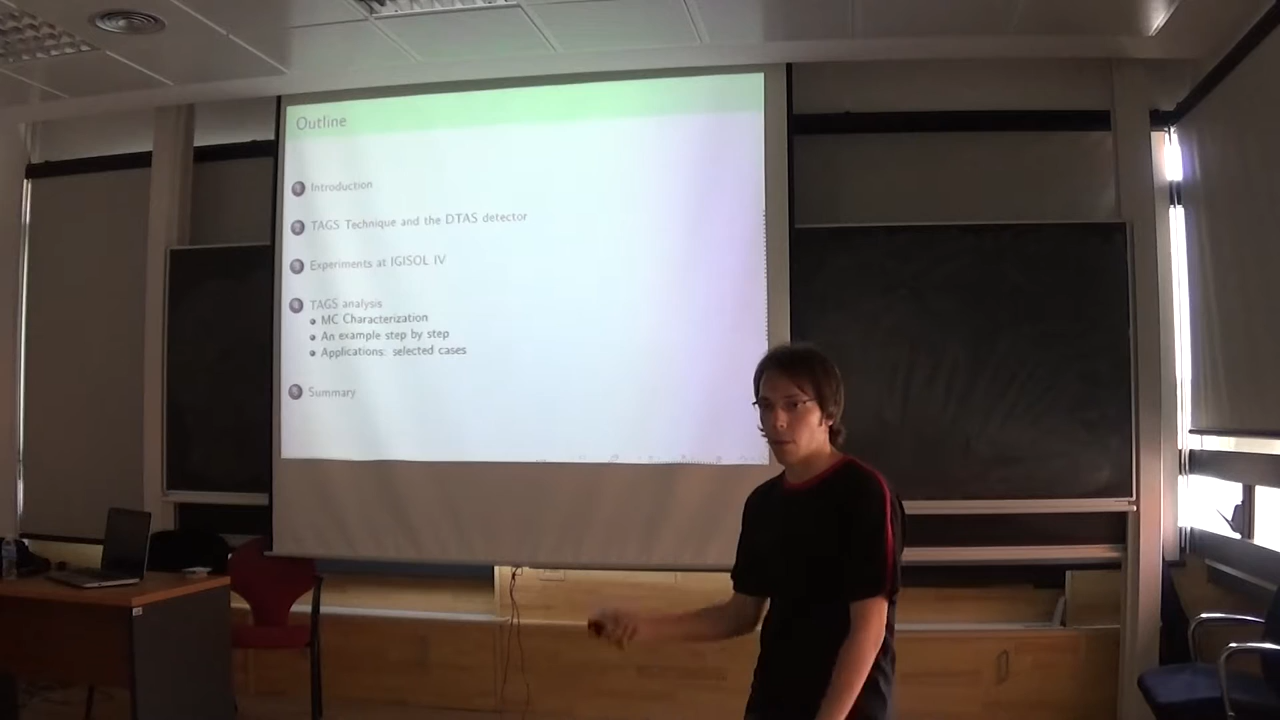 Outline
Introduction
TAGS Technique and the DTAS detector
Experiments at IGISOL IV
TAGS analysis
MC Characterization
An example step by step
Applications: selected cases
Summary